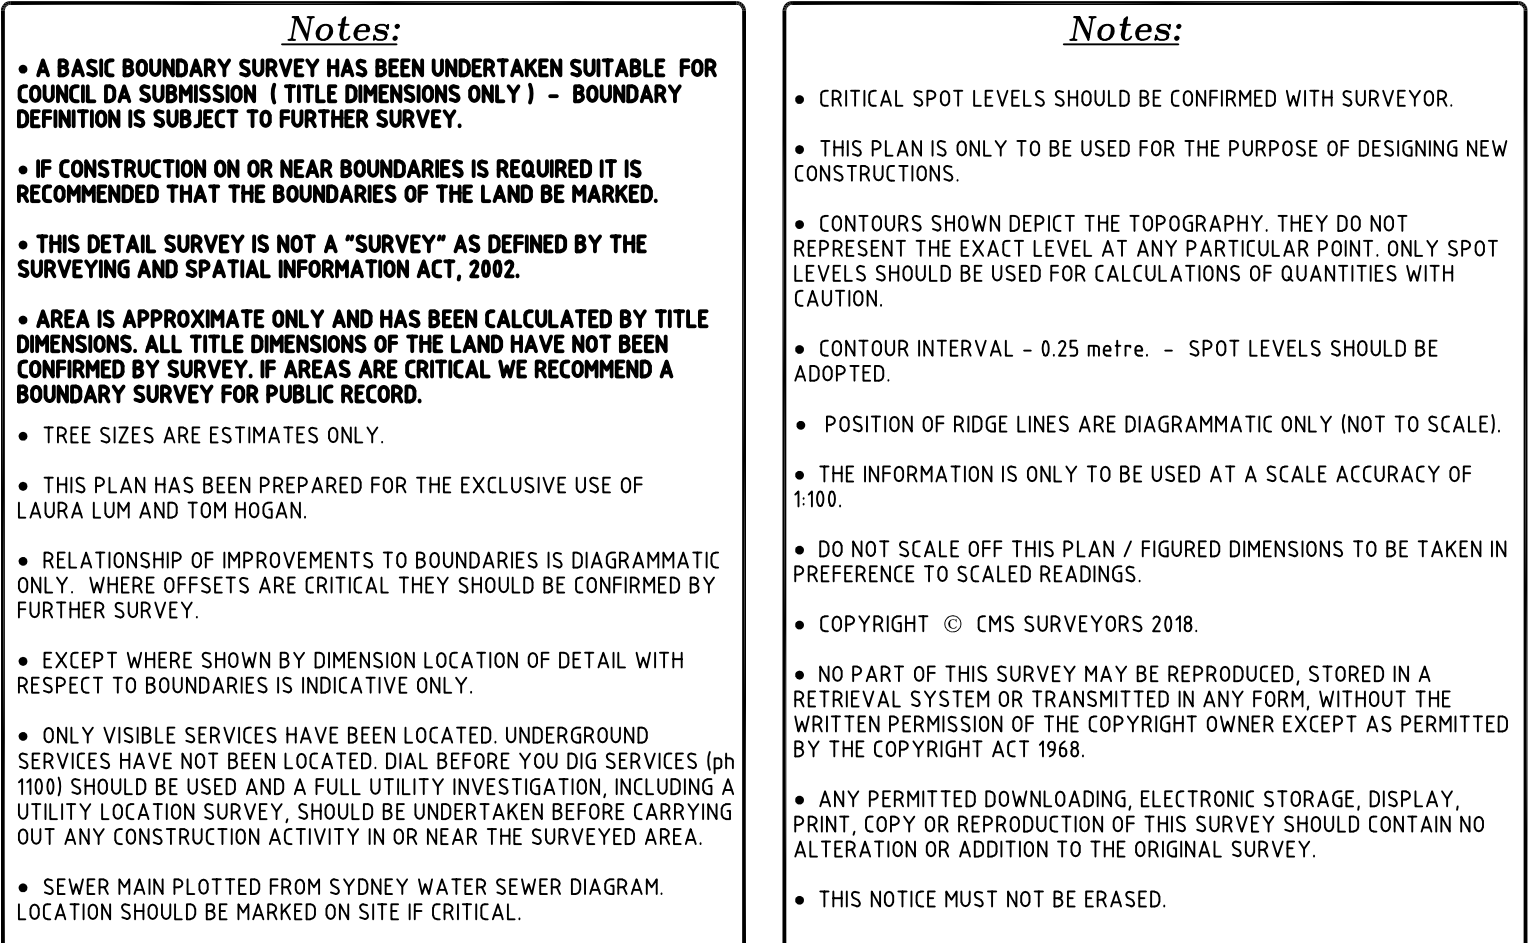 Notes:
• A BASIC BOUNDARY SURVEY HAS BEEN UNDERTAKEN SUITABLE FOR
COUNCIL DA SUBMISSION ( TITLE DIMENSIONS ONLY ) - BOUNDARY
DEFINITION IS SUBJECT TO FURTHER SURVEY.
• IF CONSTRUCTION ON OR NEAR BOUNDARIES IS REQUIRED IT IS
RECOMMENDED THAT THE BOUNDARIES OF THE LAND BE MARKED.
• THIS DETAIL SURVEY IS NOT A "SURVEY" AS DEFINED BY THE
SURVEYING AND SPATIAL INFORMATION ACT, 2002.
• AREA IS APPROXIMATE ONLY AND HAS BEEN CALCULATED BY TITLE
DIMENSIONS. ALL TITLE DIMENSIONS OF THE LAND HAVE NOT BEEN
CONFIRMED BY SURVEY. IF AREAS ARE CRITICAL WE RECOMMEND A
BOUNDARY SURVEY FOR PUBLIC RECORD.
• TREE SIZES ARE ESTIMATES ONLY.
• THIS PLAN HAS BEEN PREPARED FOR THE EXCLUSIVE USE OF
LAURA LUM AND TOM HOGAN.
• RELATIONSHIP OF IMPROVEMENTS TO BOUNDARIES IS DIAGRAMMATIC
ONLY. WHERE OFFSETS ARE CRITICAL THEY SHOULD BE CONFIRMED BY
FURTHER SURVEY.
• EXCEPT WHERE SHOWN BY DIMENSION LOCATION OF DETAIL WITH
RESPECT TO BOUNDARIES IS INDICATIVE ONLY.
• ONLY VISIBLE SERVICES HAVE BEEN LOCATED. UNDERGROUND
SERVICES HAVE NOT BEEN LOCATED. DIAL BEFORE YOU DIG SERVICES (ph
1100) SHOULD BE USED AND A FULL UTILITY INVESTIGATION, INCLUDING A
UTILITY LOCATION SURVEY, SHOULD BE UNDERTAKEN BEFORE CARRYING
OUT ANY CONSTRUCTION ACTIVITY IN OR NEAR THE SURVEYED AREA.
• SEWER MAIN PLOTTED FROM SYDNEY WATER SEWER DIAGRAM.
LOCATION SHOULD BE MARKED ON SITE IF CRITICAL.
Notes:
• CRITICAL SPOT LEVELS SHOULD BE CONFIRMED WITH SURVEYOR.
• THIS PLAN IS ONLY TO BE USED FOR THE PURPOSE OF DESIGNING NEW
CONSTRUCTIONS.
• CONTOURS SHOWN DEPICT THE TOPOGRAPHY. THEY DO NOT
REPRESENT THE EXACT LEVEL AT ANY PARTICULAR POINT. ONLY SPOT
LEVELS SHOULD BE USED FOR CALCULATIONS OF QUANTITIES WITH
CAUTION.
• CONTOUR INTERVAL - 0.25 metre. - SPOT LEVELS SHOULD BE
ADOPTED.
• POSITION OF RIDGE LINES ARE DIAGRAMMATIC ONLY (NOT TO SCALE).
• THE INFORMATION IS ONLY TO BE USED AT A SCALE ACCURACY OF
1:100.
• DO NOT SCALE OFF THIS PLAN / FIGURED DIMENSIONS TO BE TAKEN IN
PREFERENCE TO SCALED READINGS.
• COPYRIGHT © CMS SURVEYORS 2018.
• NO PART OF THIS SURVEY MAY BE REPRODUCED, STORED IN A
RETRIEVAL SYSTEM OR TRANSMITTED IN ANY FORM, WITHOUT THE
WRITTEN PERMISSION OF THE COPYRIGHT OWNER EXCEPT AS PERMITTED
BY THE COPYRIGHT ACT 1968.
• ANY PERMITTED DOWNLOADING, ELECTRONIC STORAGE, DISPLAY,
PRINT, COPY OR REPRODUCTION OF THIS SURVEY SHOULD CONTAIN NO
ALTERATION OR ADDITION TO THE ORIGINAL SURVEY.
• THIS NOTICE MUST NOT BE ERASED.